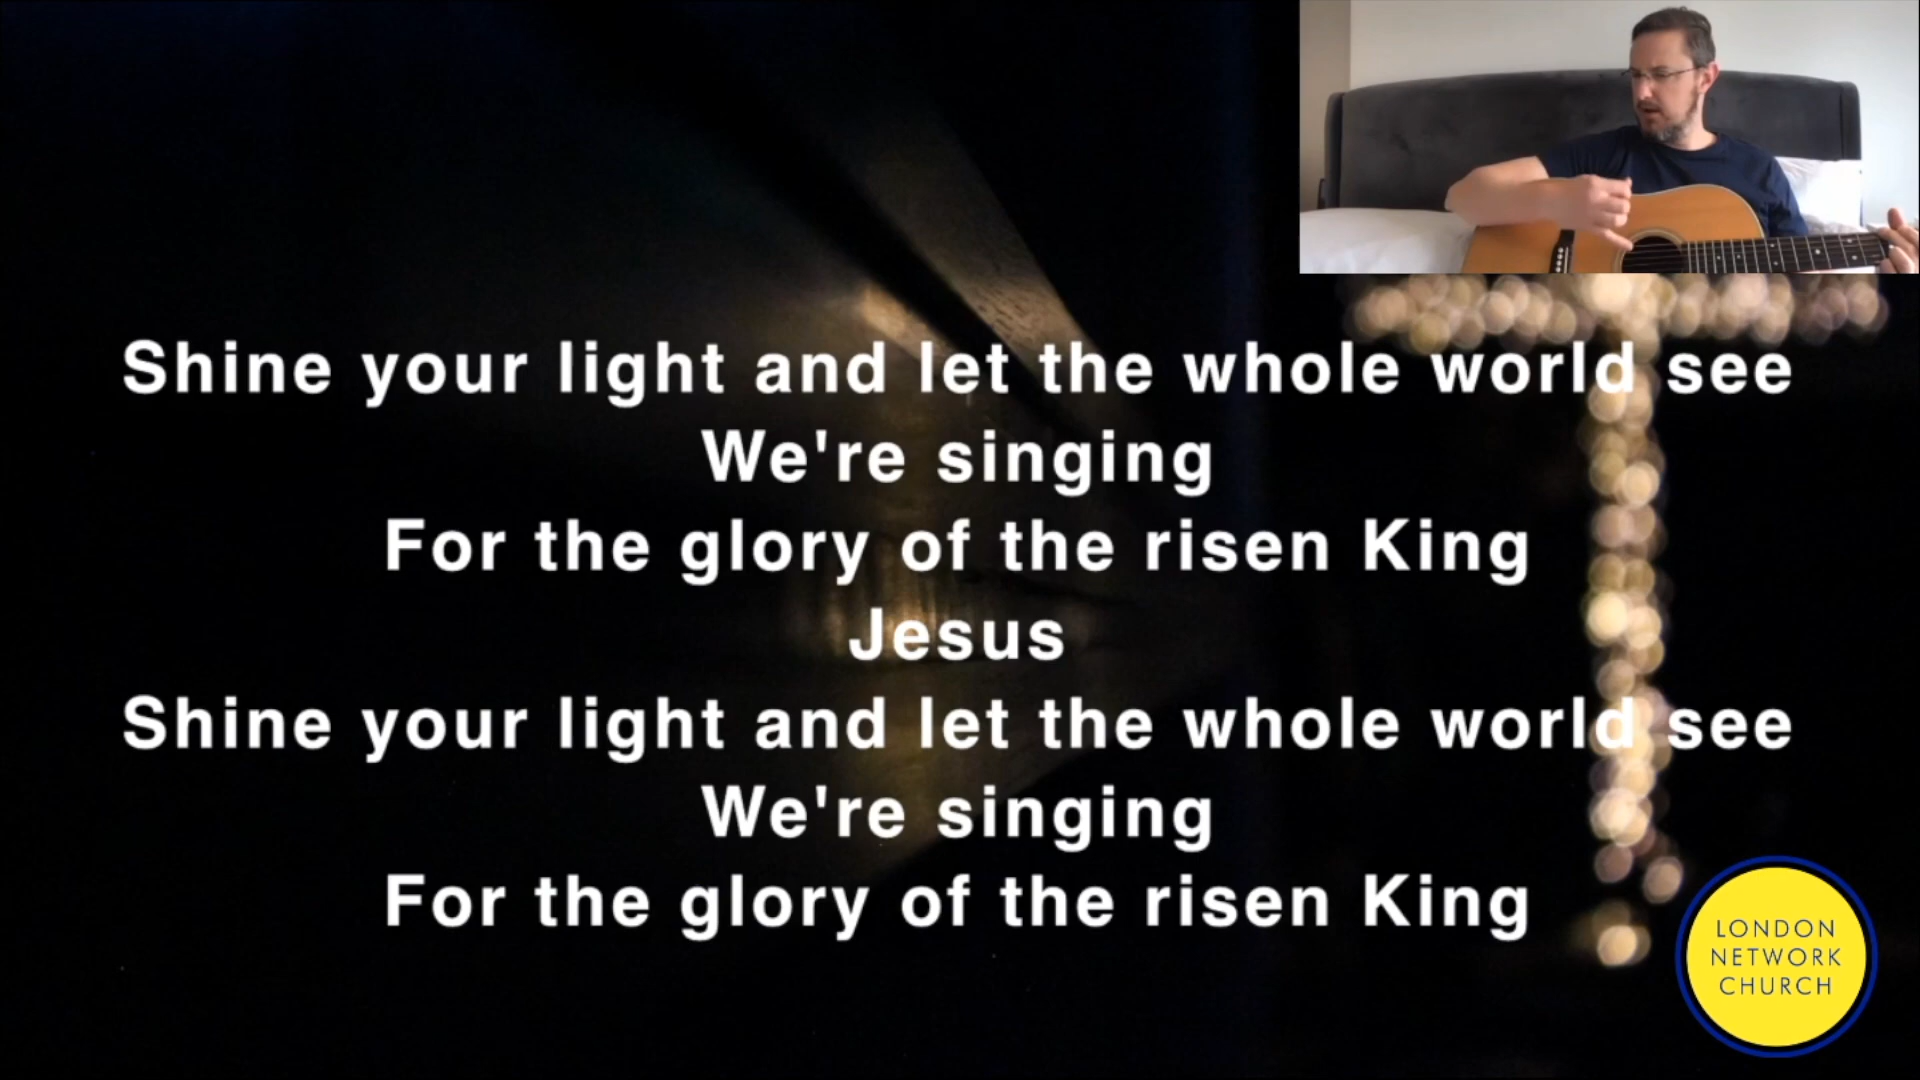 Shine your light and let the whole world see
We're singing
For the glory of the risen King
Jesus
Shine your light and let the whole world see
We're singing
For the glory of the risen King
LONDON
NETWORK
CHURCH